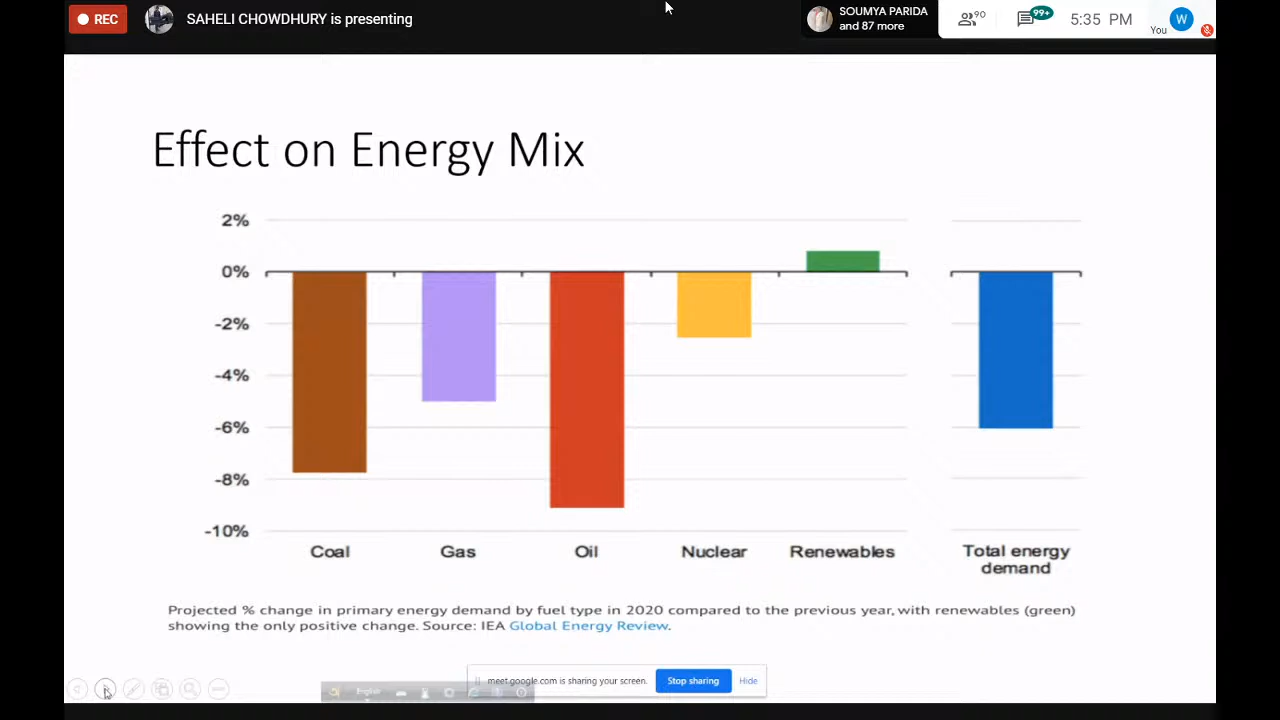 REC
SAHELI CHOWDHURY is presenting
SOUMYA PARIDA
and 87 more
90
99+
5:35 PM
You
W
Effect on Energy Mix
2%
0%
-2%
-4%
-6%
-8%
-10%
Coal
Gas
Oil
Nuclear
Renewables
Total energy
demand
Projected % change in primary energy demand by fuel type in 2020 compared to the previous year, with renewables (green)
showing the only positive change. Source: IEA Global Energy Review.
meet.google.com is sharing your screen.
Stop sharing
Hide
English